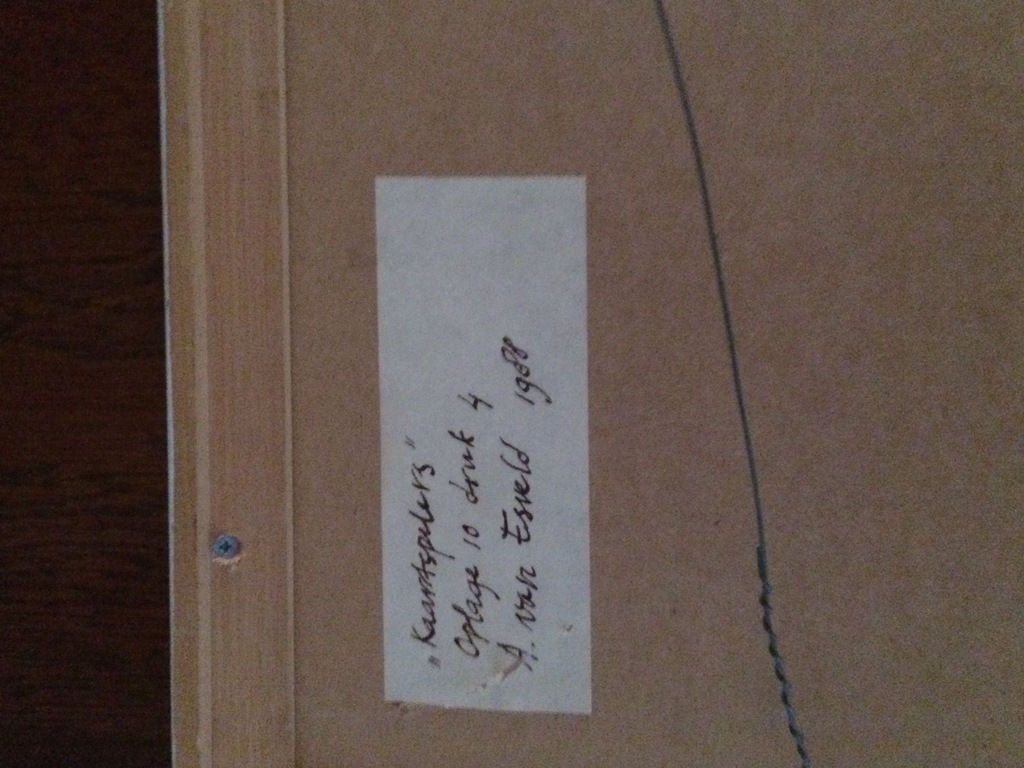 „Kaartspelers"
Oplage 10 druk 4
A. van Esveld 1988